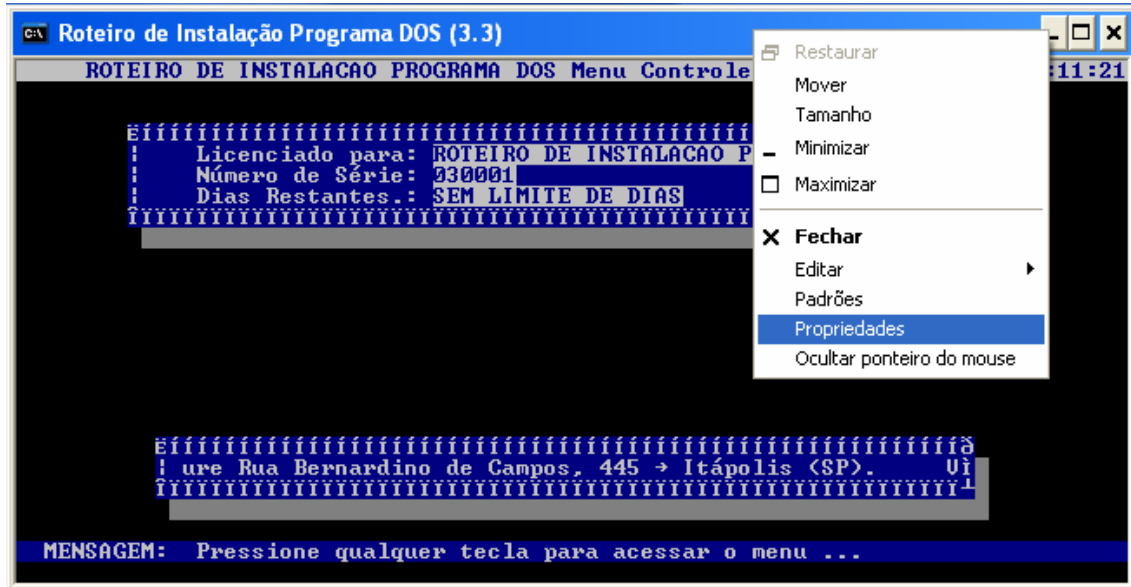 Roteiro de Instalação Programa DOS (3.3)
ROTEIRO DE INSTALACAO PROGRAMA DOS Menu Controle
:11:21
Licenciado para: ROTEIRO DE INSTALACAO P
Número de Série: 030001
Dias Restantes.: SEM LIMITE DE DIAS
Restaurar
Mover
Tamanho
Minimizar
Maximizar
Fechar
Editar
Padrões
Propriedades
Ocultar ponteiro do mouse
ure Rua Bernardino de Campos, 445 → Itápolis (SP). Vì
MENSAGEM: Pressione qualquer tecla para acessar o menu ...